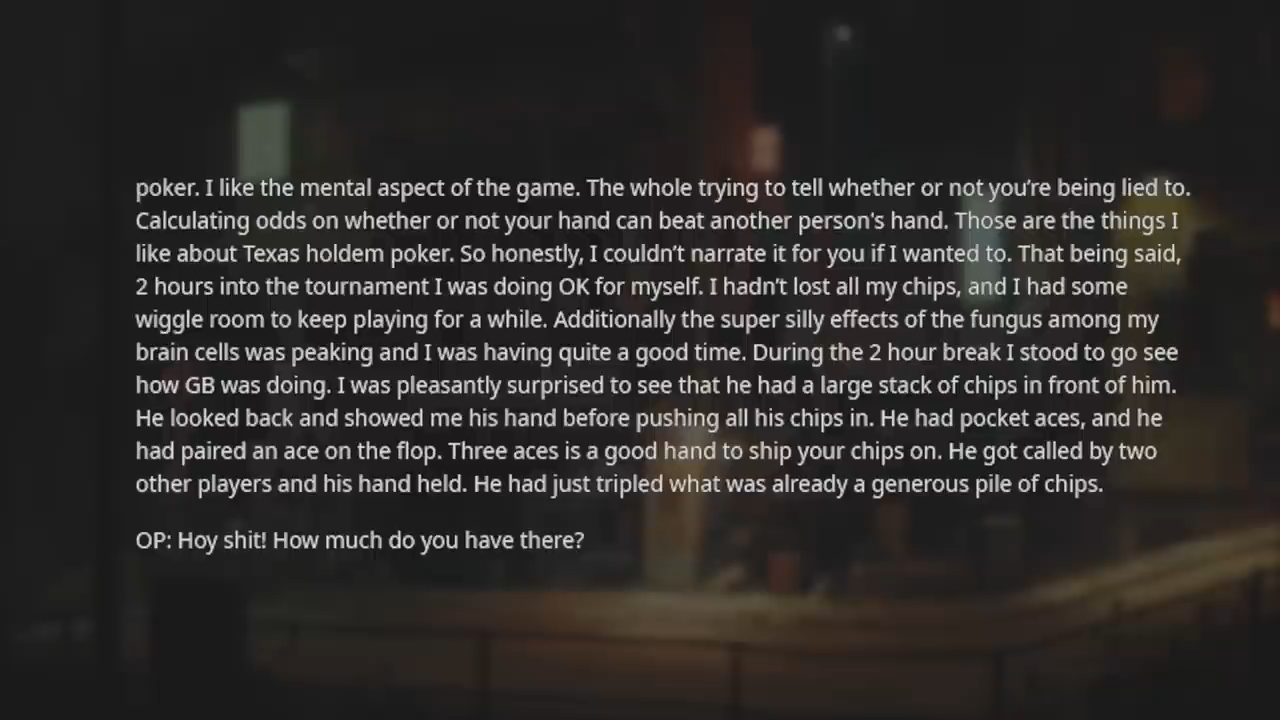 poker. I like the mental aspect of the game. The whole trying to tell whether or not you're being lied to.
Calculating odds on whether or not your hand can beat another person's hand. Those are the things I
like about Texas holdem poker. So honestly, I couldn't narrate it for you if I wanted to. That being said,
2 hours into the tournament I was doing OK for myself. I hadn't lost all my chips, and I had some
wiggle room to keep playing for a while. Additionally the super silly effects of the fungus among my
brain cells was peaking and I was having quite a good time. During the 2 hour break I stood to go see
how GB was doing. I was pleasantly surprised to see that he had a large stack of chips in front of him.
He looked back and showed me his hand before pushing all his chips in. He had pocket aces, and he
had paired an ace on the flop. Three aces is a good hand to ship your chips on. He got called by two
other players and his hand held. He had just tripled what was already a generous pile of chips.
OP: Hoy shit! How much do you have there?